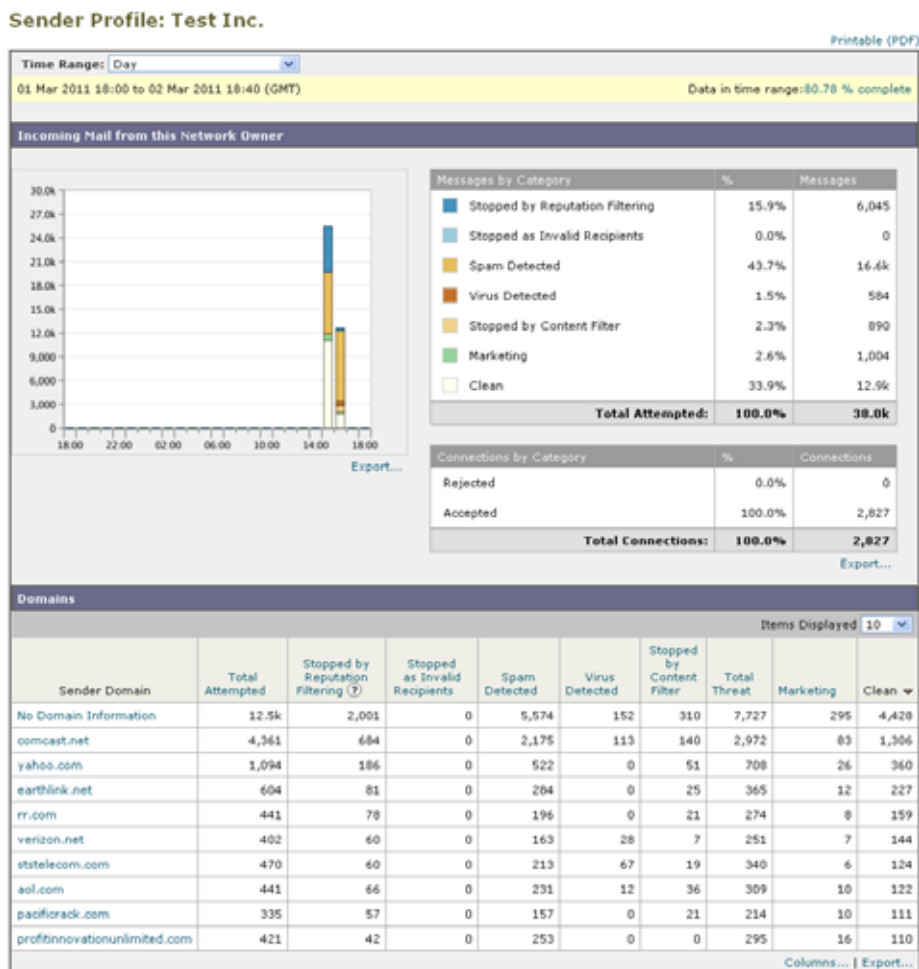 Sender Profile: Test Inc.
Printable (PDF)
Time Range: Day
01 Mar 2011 18:00 to 02 Mar 2011 18:40 (GMT) Data in time range:80.78 % complete
Incoming Mail from this Network Owner
30.0k
27.0k
24.0k
21.0k
18.0k
15.0k
12.0k
9,000
6,000
3,000
0
18:00 22:00 02:00 06:00 10:00 14:00 18:00
Export...
Messages by Category % Messages
Stopped by Reputation Filtering 15.9% 6,045
Stopped as Invalid Recipients 0.0% 0
Spam Detected 43.7% 16.6k
Virus Detected 1.5% 584
Stopped by Content Filter 2.3% 890
Marketing 2.6% 1,004
Clean 33.9% 12.9k
Total Attempted: 100.0% 38.0k
Connections by Category % Connections
Rejected 0.0% 0
Accepted 100.0% 2,827
Total Connections: 100.0% 2,827
Export...
Domains
Items Displayed 10
Sender Domain Total Attempted Stopped by Reputation Filtering (?) Stopped as Invalid Recipients Spam Detected Virus Detected Stopped by Content Filter Total Threat Marketing Clean
No Domain Information 12.5k 2,001 0 5,574 152 310 7,727 295 4,428
comcast.net 4,361 684 0 2,175 113 140 2,972 83 1,306
yahoo.com 1,094 186 0 522 0 51 708 26 360
earthlink.net 604 81 0 284 0 25 365 12 227
rr.com 441 78 0 196 0 21 274 8 159
verizon.net 402 60 0 163 28 7 251 7 144
ststelecom.com 470 60 0 213 67 19 340 6 124
aol.com 441 66 0 231 12 36 309 10 122
pacificrack.com 335 57 0 157 0 21 214 10 111
profitinnovationunlimited.com 421 42 0 253 0 0 295 16 110
Columns... | Export...